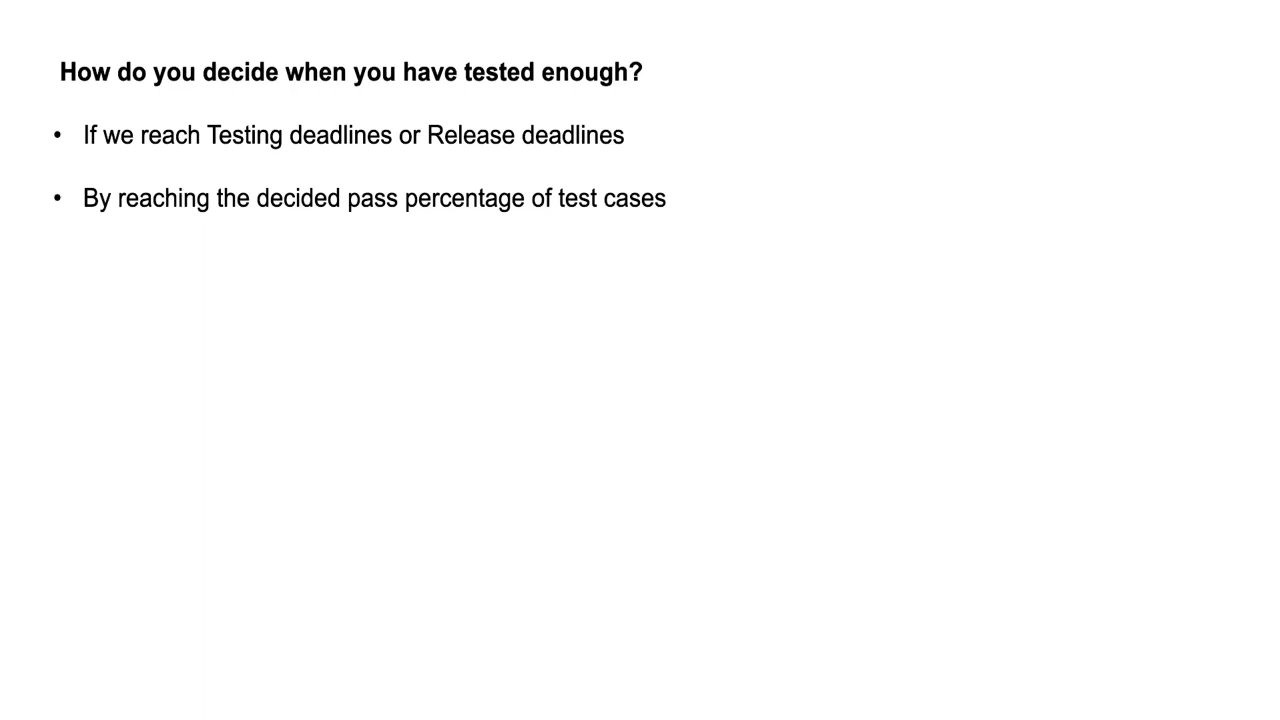 How do you decide when you have tested enough?
• If we reach Testing deadlines or Release deadlines
• By reaching the decided pass percentage of test cases